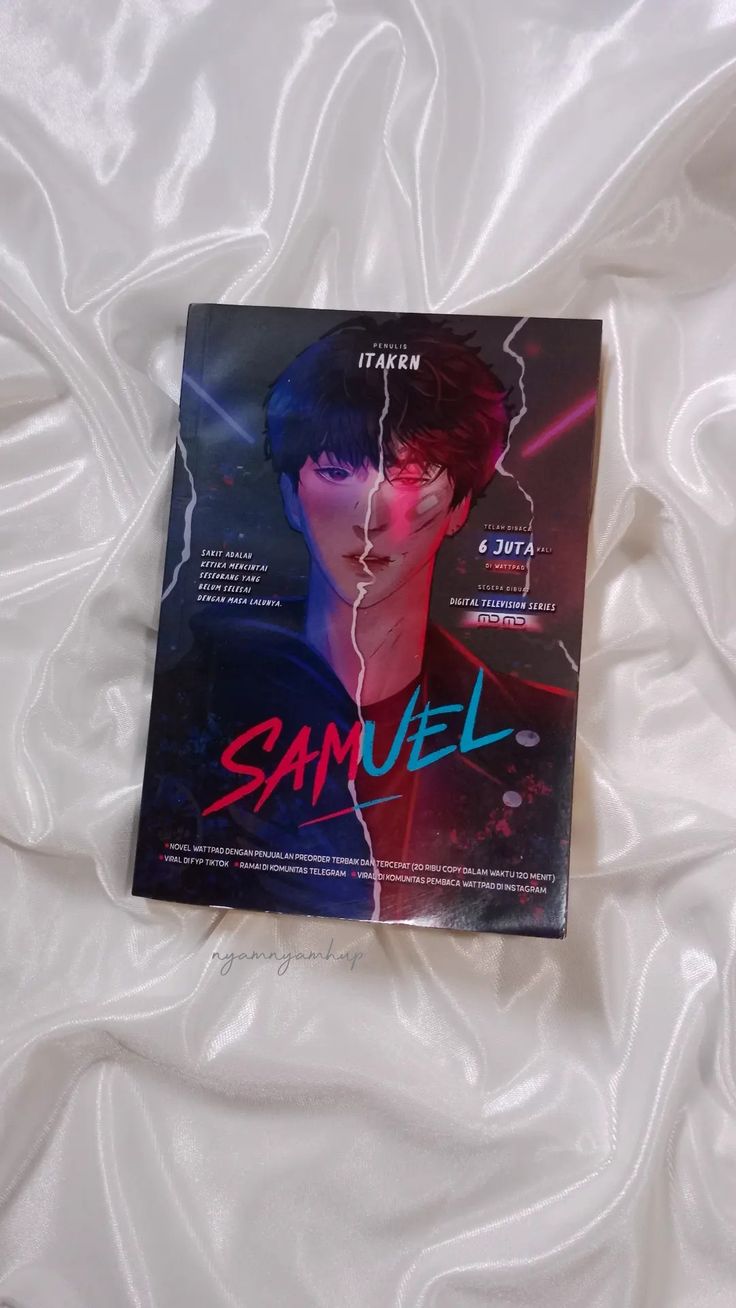 PENULIS
ITAKRN
SAKIT ADALAH
KETIKA MENCINTAI
SESEORANG YANG
BELUM SELESAI
DENGAN MASA LALUNYA.
TELAH DIBACA
6 JUTA KALI
DI WATTPAD
SEGERA DIBUAT
DIGITAL TELEVISION SERIES
MD MD
SAMUEL
NOVEL WATTPAD DENGAN PENJUALAN PREORDER TERBAIK DAN TERCEPAT (20 RIBU COPY DALAM WAKTU 120 MENIT)
VIRAL DI FYP TIKTOK RAMAI DI KOMUNITAS TELEGRAM VIRAL DI KOMUNITAS PEMBACA WATTPAD DI INSTAGRAM
nyamnyamhup